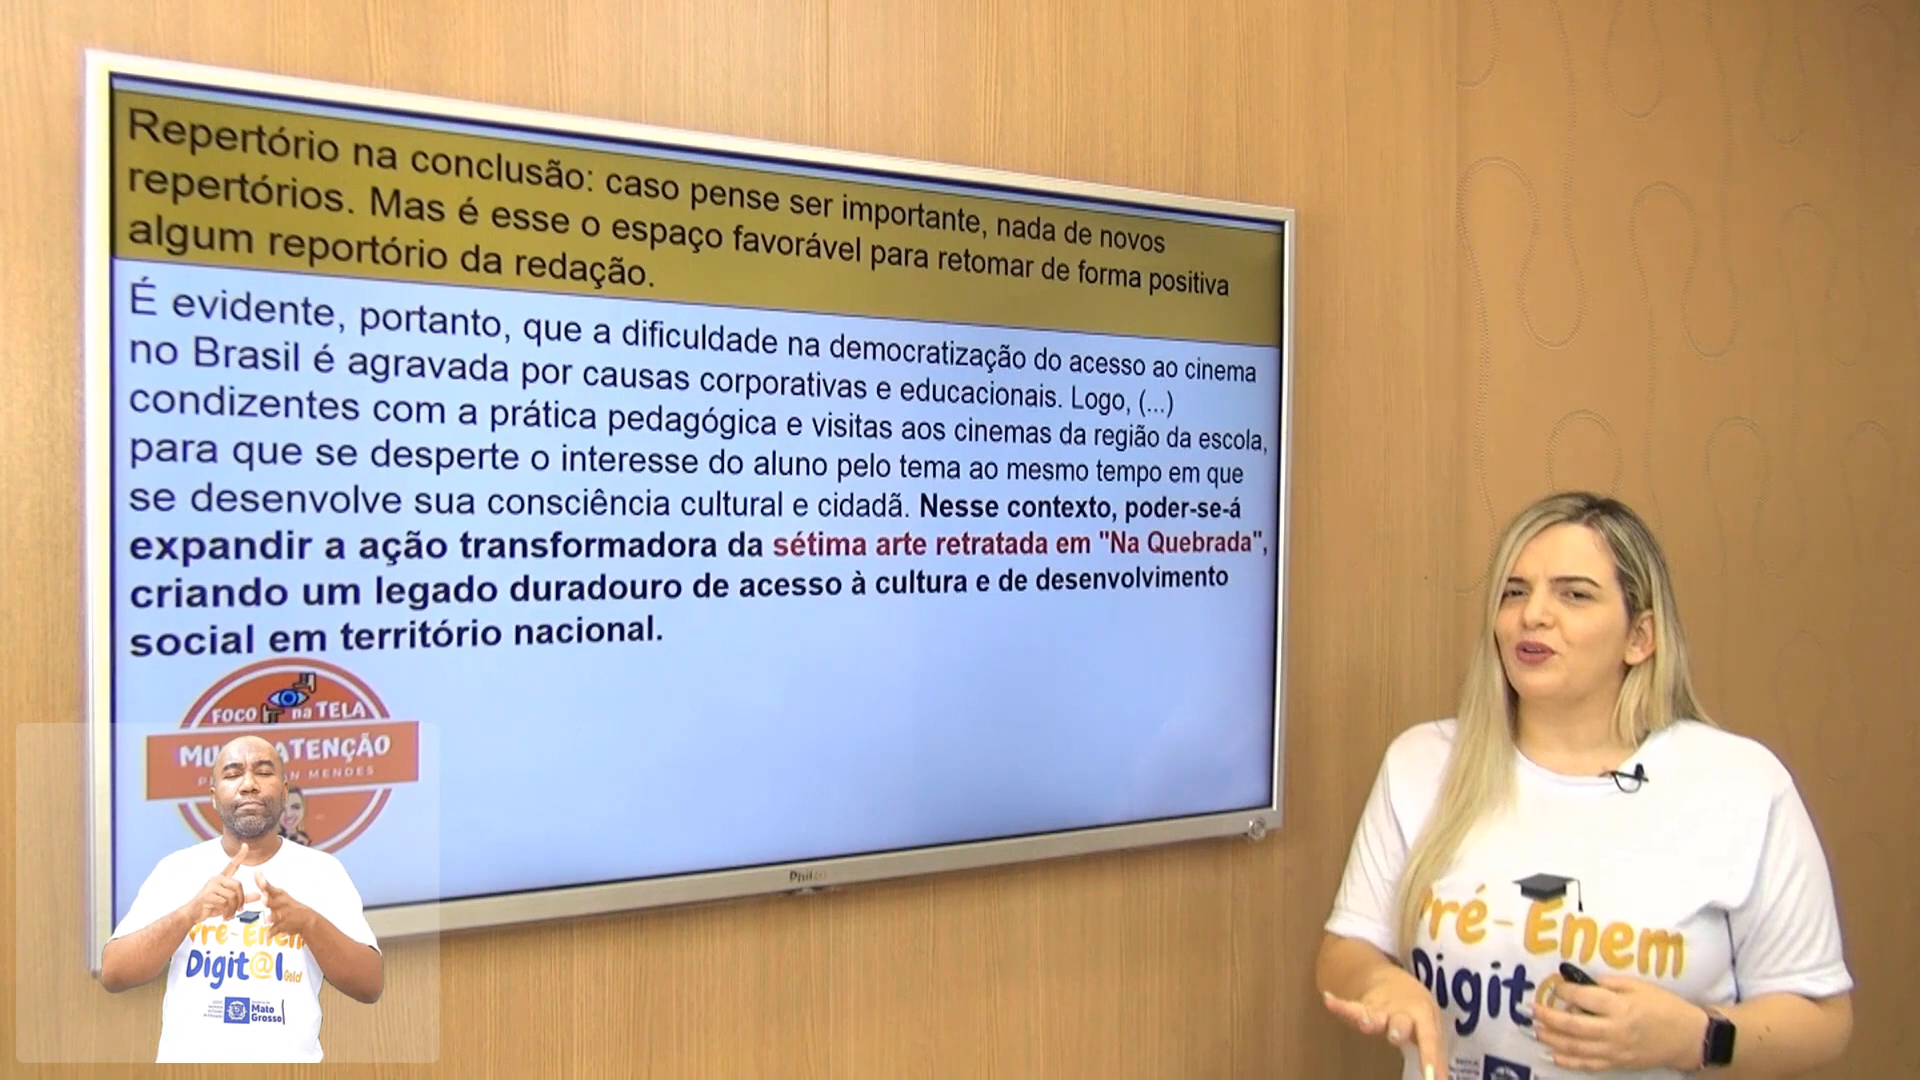 Repertório na conclusão: caso pense ser importante, nada de novos
repertórios. Mas é esse o espaço favorável para retomar de forma positiva
algum reportório da redação.
É evidente, portanto, que a dificuldade na democratização do acesso ao cinema
no Brasil é agravada por causas corporativas e educacionais. Logo, (...)
condizentes com a prática pedagógica e visitas aos cinemas da região da escola,
para que se desperte o interesse do aluno pelo tema ao mesmo tempo em que
se desenvolve sua consciência cultural e cidadã. Nesse contexto, poder-se-á
expandir a ação transformadora da sétima arte retratada em "Na Quebrada",
criando um legado duradouro de acesso à cultura e de desenvolvimento
social em território nacional.
FOCO na TELA
ATENÇÃO
MENDES
Pré-Enem
Digit@l
Gold
Mato
Grosso
Pré-Enem
Digit@